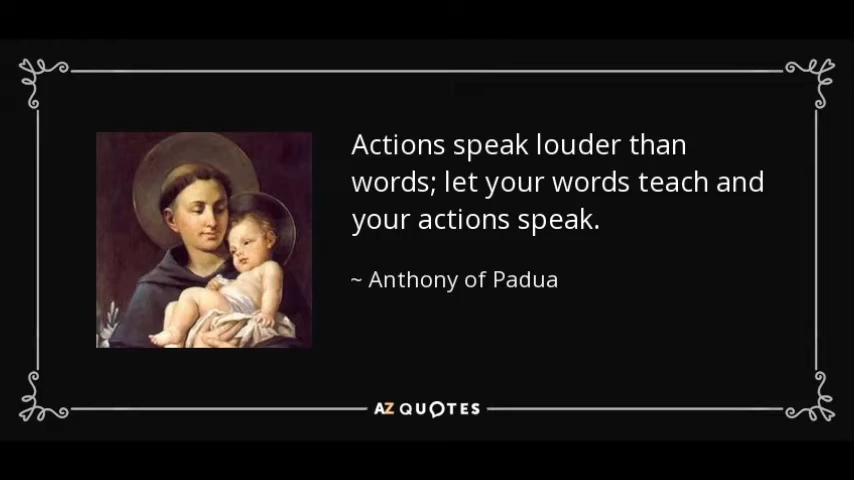 Actions speak louder than
words; let your words teach and
your actions speak.
~ Anthony of Padua
AZ QUOTES